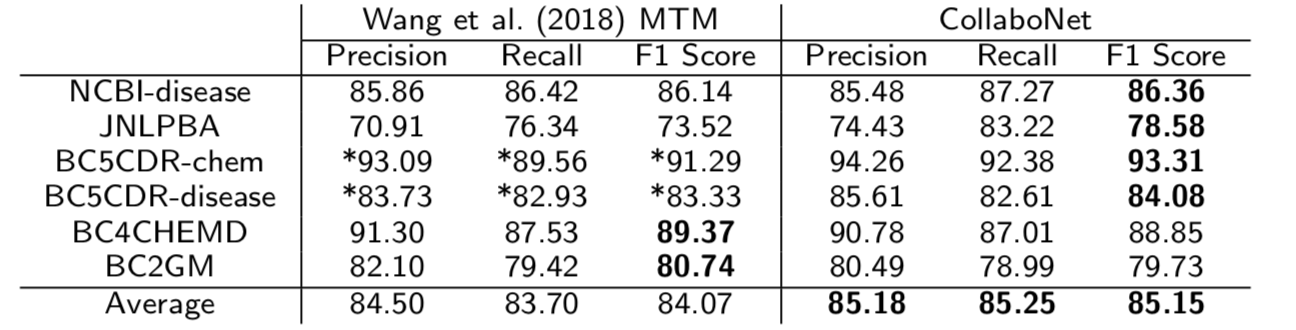 Wang et al. (2018) MTM CollaboNet
Precision Recall F1 Score Precision Recall F1 Score
NCBI-disease 85.86 86.42 86.14 85.48 87.27 86.36
JNLPBA 70.91 76.34 73.52 74.43 83.22 78.58
BC5CDR-chem *93.09 *89.56 *91.29 94.26 92.38 93.31
BC5CDR-disease *83.73 *82.93 *83.33 85.61 82.61 84.08
BC4CHEMD 91.30 87.53 89.37 90.78 87.01 88.85
BC2GM 82.10 79.42 80.74 80.49 78.99 79.73
Average 84.50 83.70 84.07 85.18 85.25 85.15